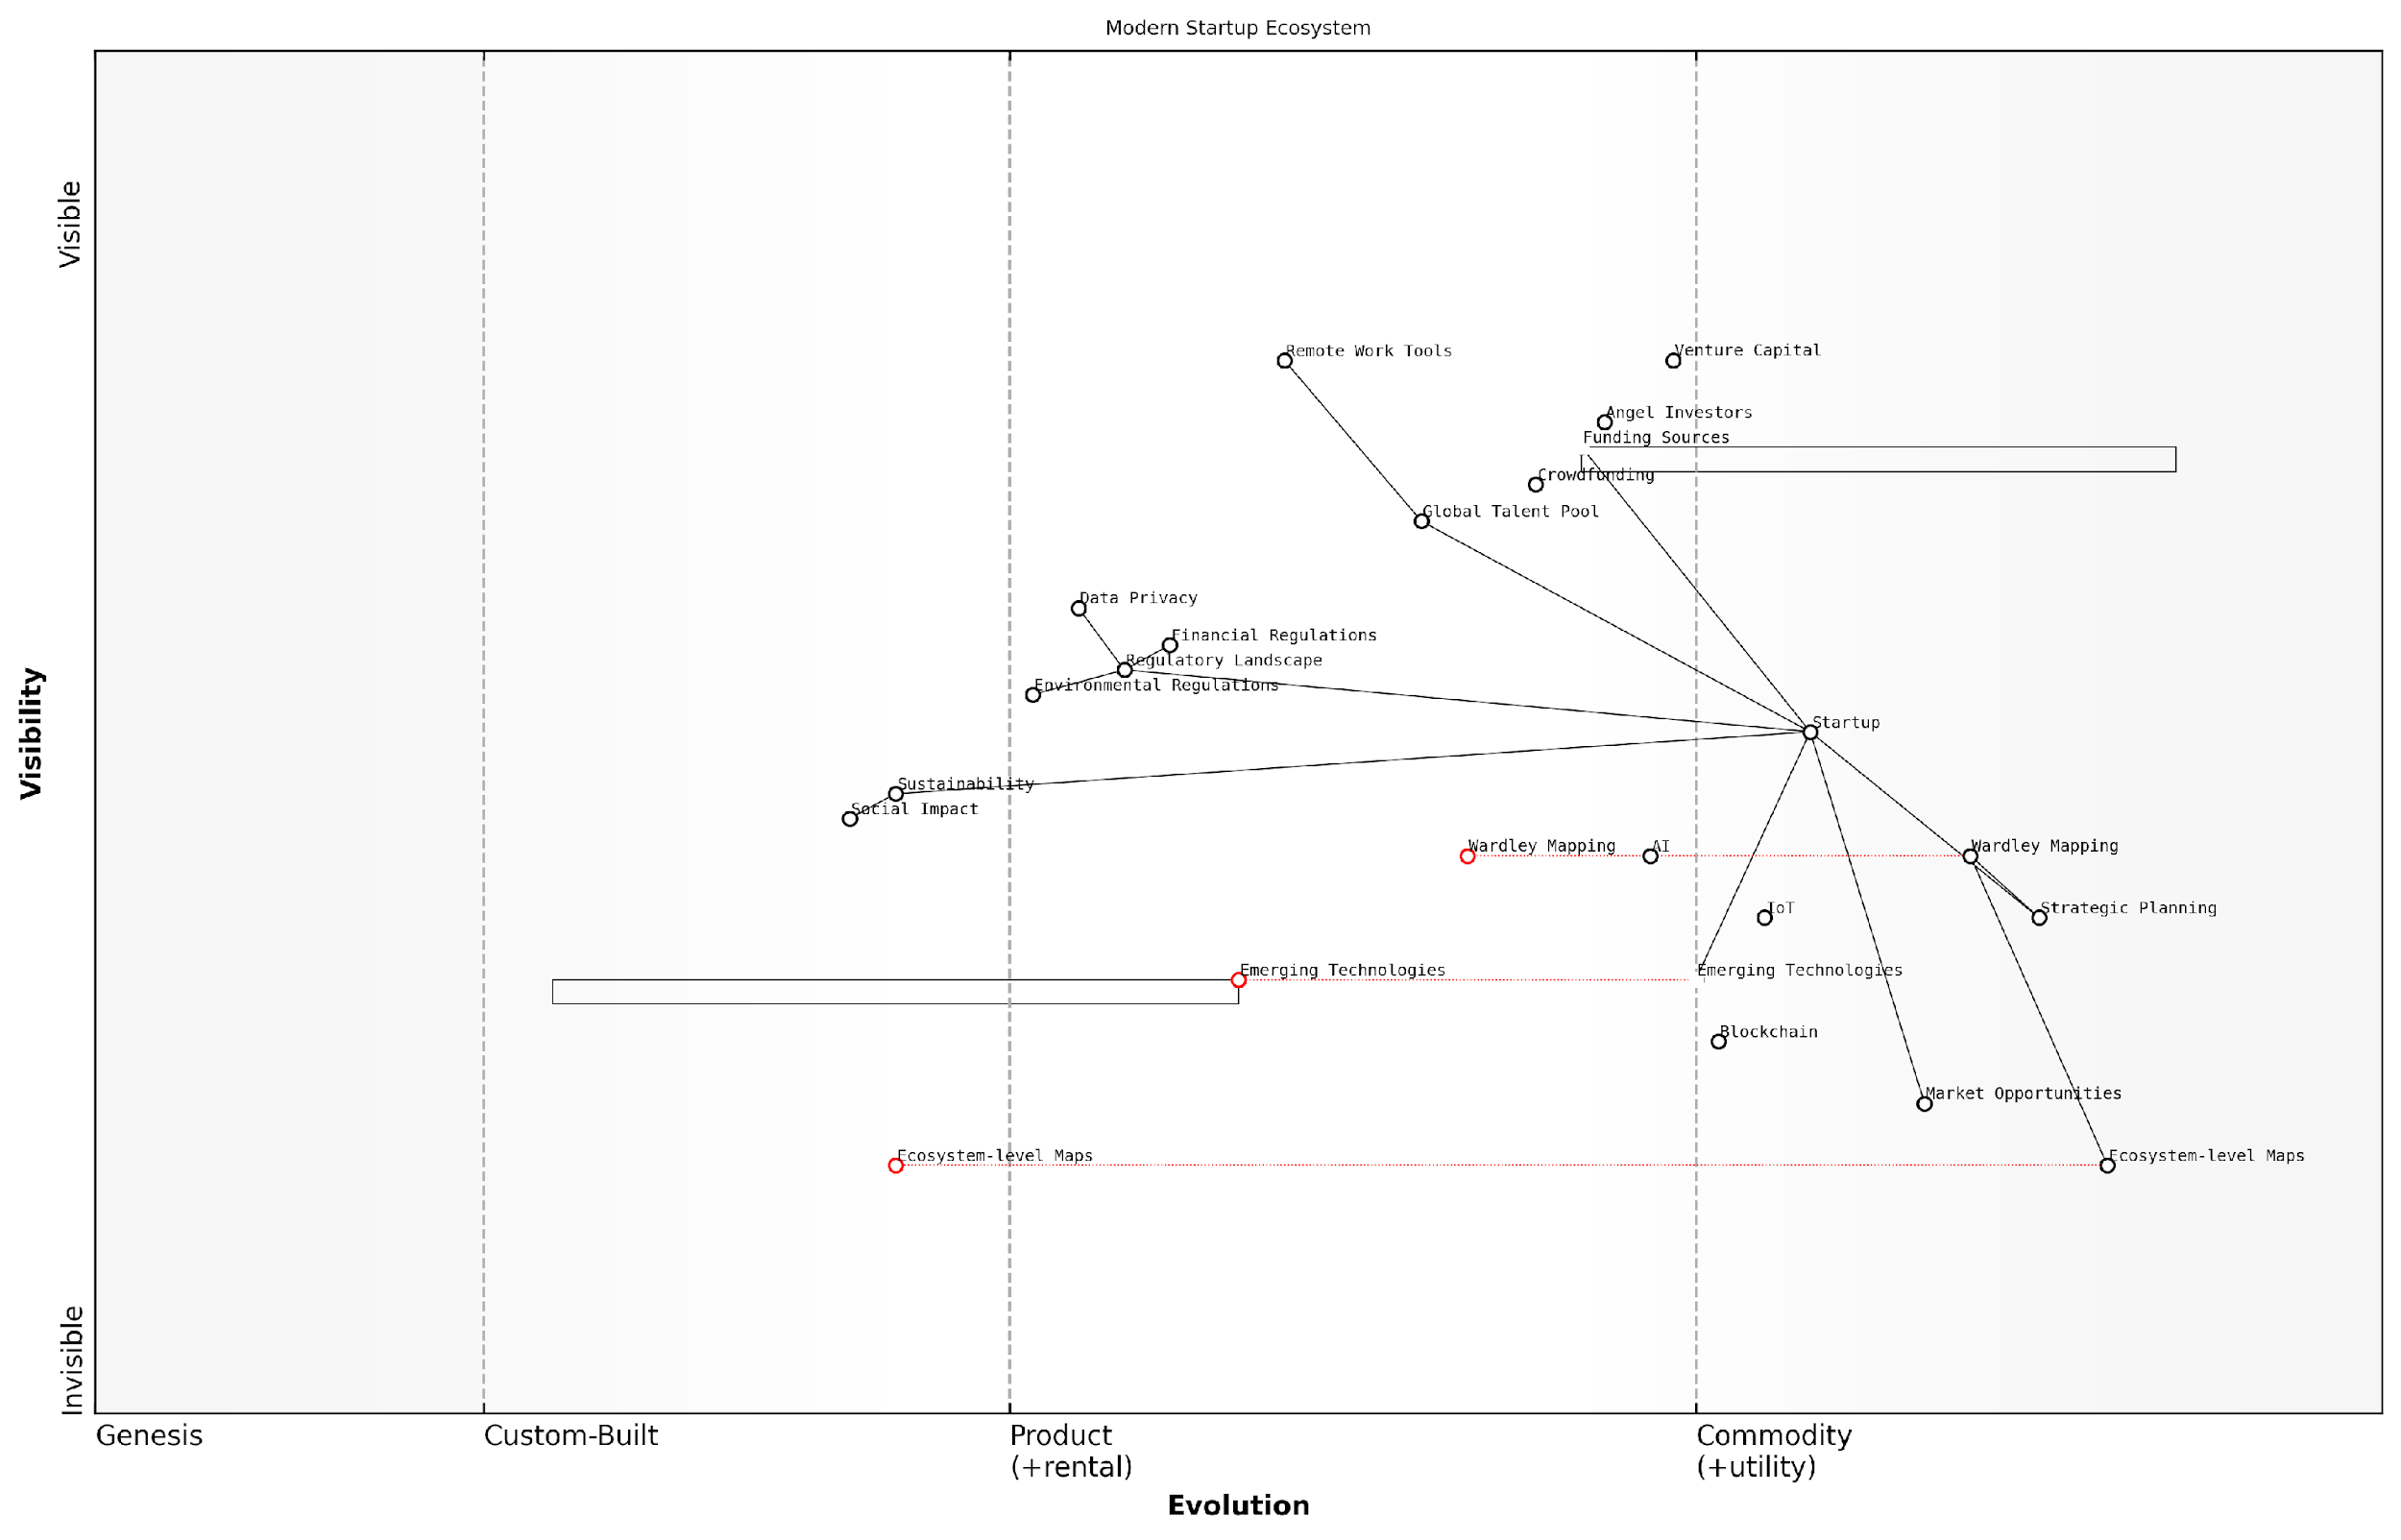 Modern Startup Ecosystem
Visible
Visibility
Invisible
Remote Work Tools
Venture Capital
Angel Investors
Funding Sources
Crowdfunding
Global Talent Pool
Data Privacy
Financial Regulations
Regulatory Landscape
Environmental Regulations
Startup
Sustainability
Social Impact
Wardley Mapping
AI
Wardley Mapping
IoT
Strategic Planning
Emerging Technologies
Emerging Technologies
Blockchain
Market Opportunities
Ecosystem-level Maps
Ecosystem-level Maps
Genesis
Custom-Built
Product
(+rental)
Commodity
(+utility)
Evolution